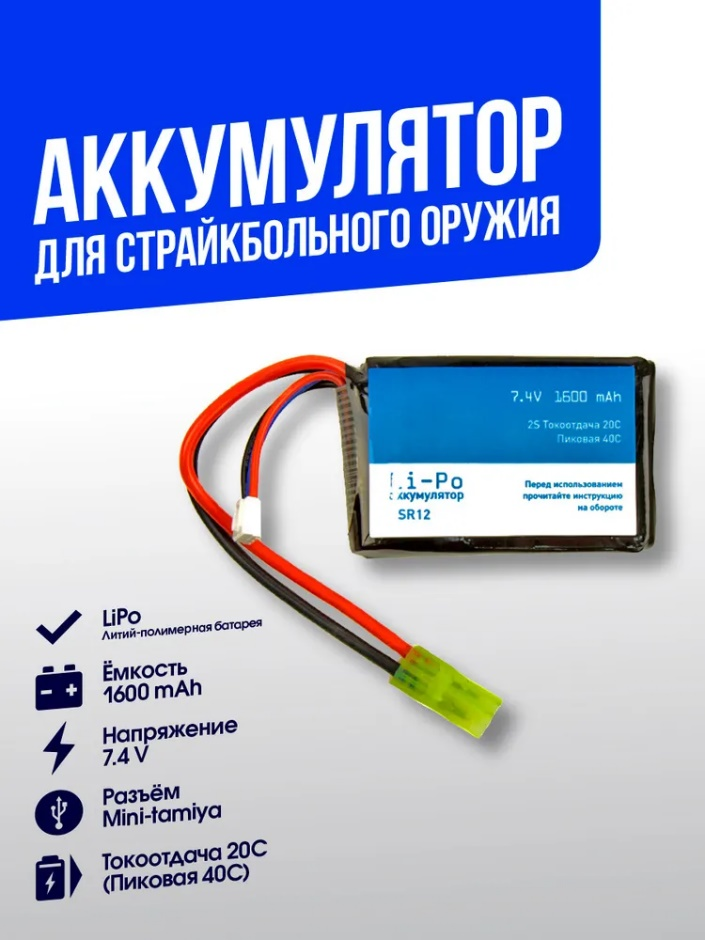 АККУМУЛЯТОР
ДЛЯ СТРАЙКБОЛЬНОГО ОРУЖИЯ
7.4V 1600 mAh
2S Токоотдача 20C
Пиковая 40C
Li-Po
аккумулятор
SR12
Перед использованием
прочитайте инструкцию
на обороте
LiPo
Литий-полимерная батарея
Ёмкость
1600 mAh
Напряжение
7.4 V
Разъём
Mini-tamiya
Токоотдача 20C
(Пиковая 40C)